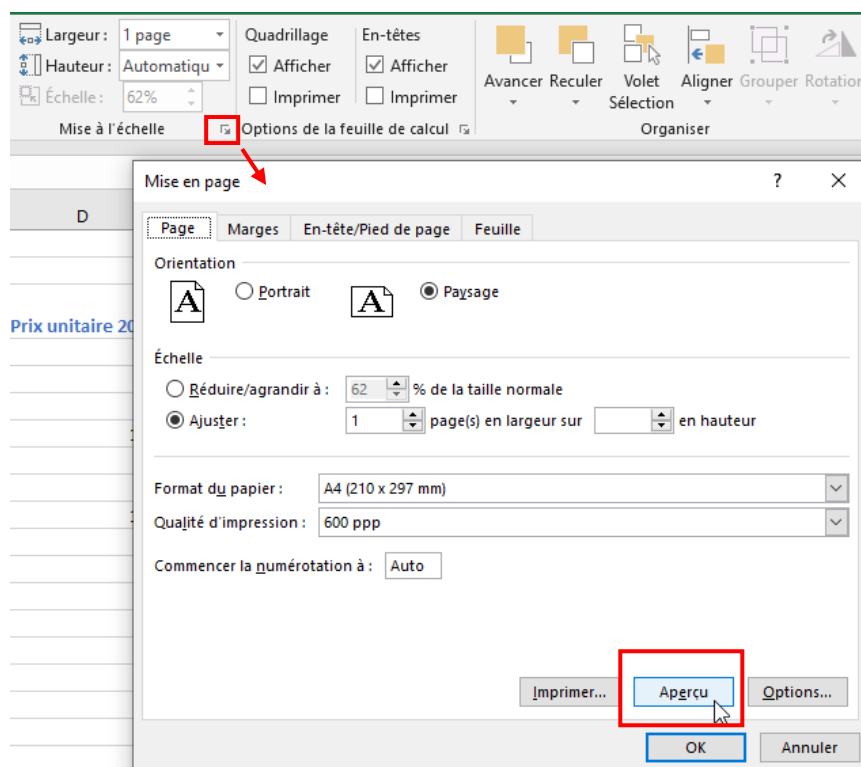 Largeur : 1 page Quadrillage En-têtes
Hauteur : Automatiqu Afficher Afficher
Échelle : 62% Imprimer Imprimer
Avancer Reculer Volet Sélection Aligner Grouper Rotation
Mise à l'échelle Options de la feuille de calcul Organiser
Mise en page ?
D
Page Marges En-tête/Pied de page Feuille
Orientation
A Portrait A Paysage
Prix unitaire 20
Échelle
Réduire/agrandir à : 62 % de la taille normale
Ajuster : 1 page(s) en largeur sur en hauteur
Format du papier : A4 (210 x 297 mm)
Qualité d'impression : 600 ppp
Commencer la numérotation à : Auto
Imprimer... Aperçu Options...
OK Annuler